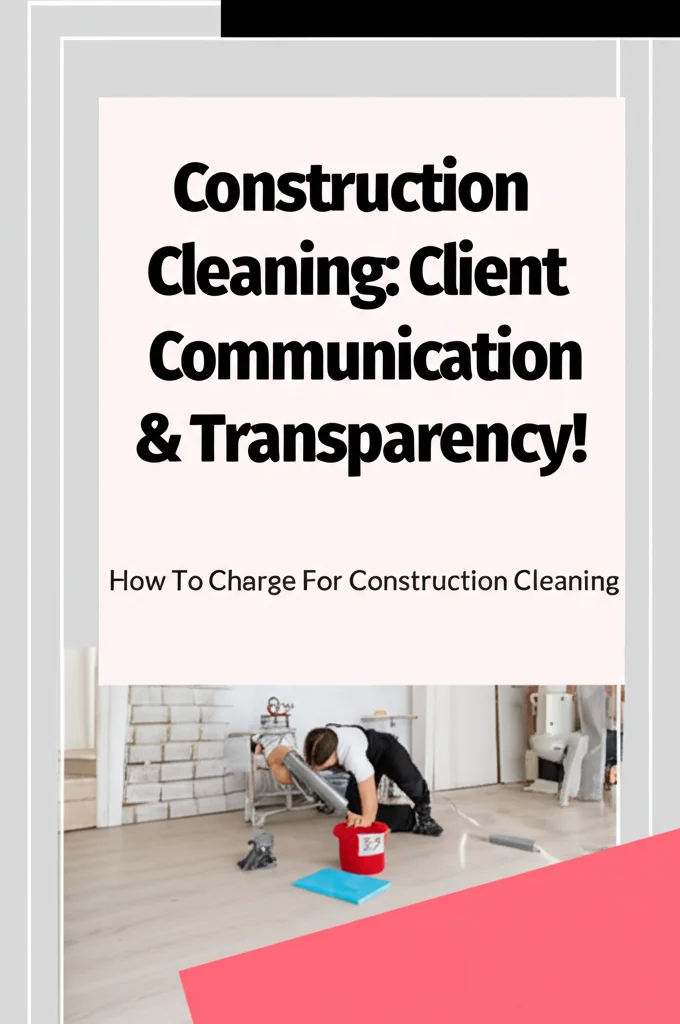 Construction
Cleaning: Client
Communication
& Transparency!
How To Charge For Construction Cleaning